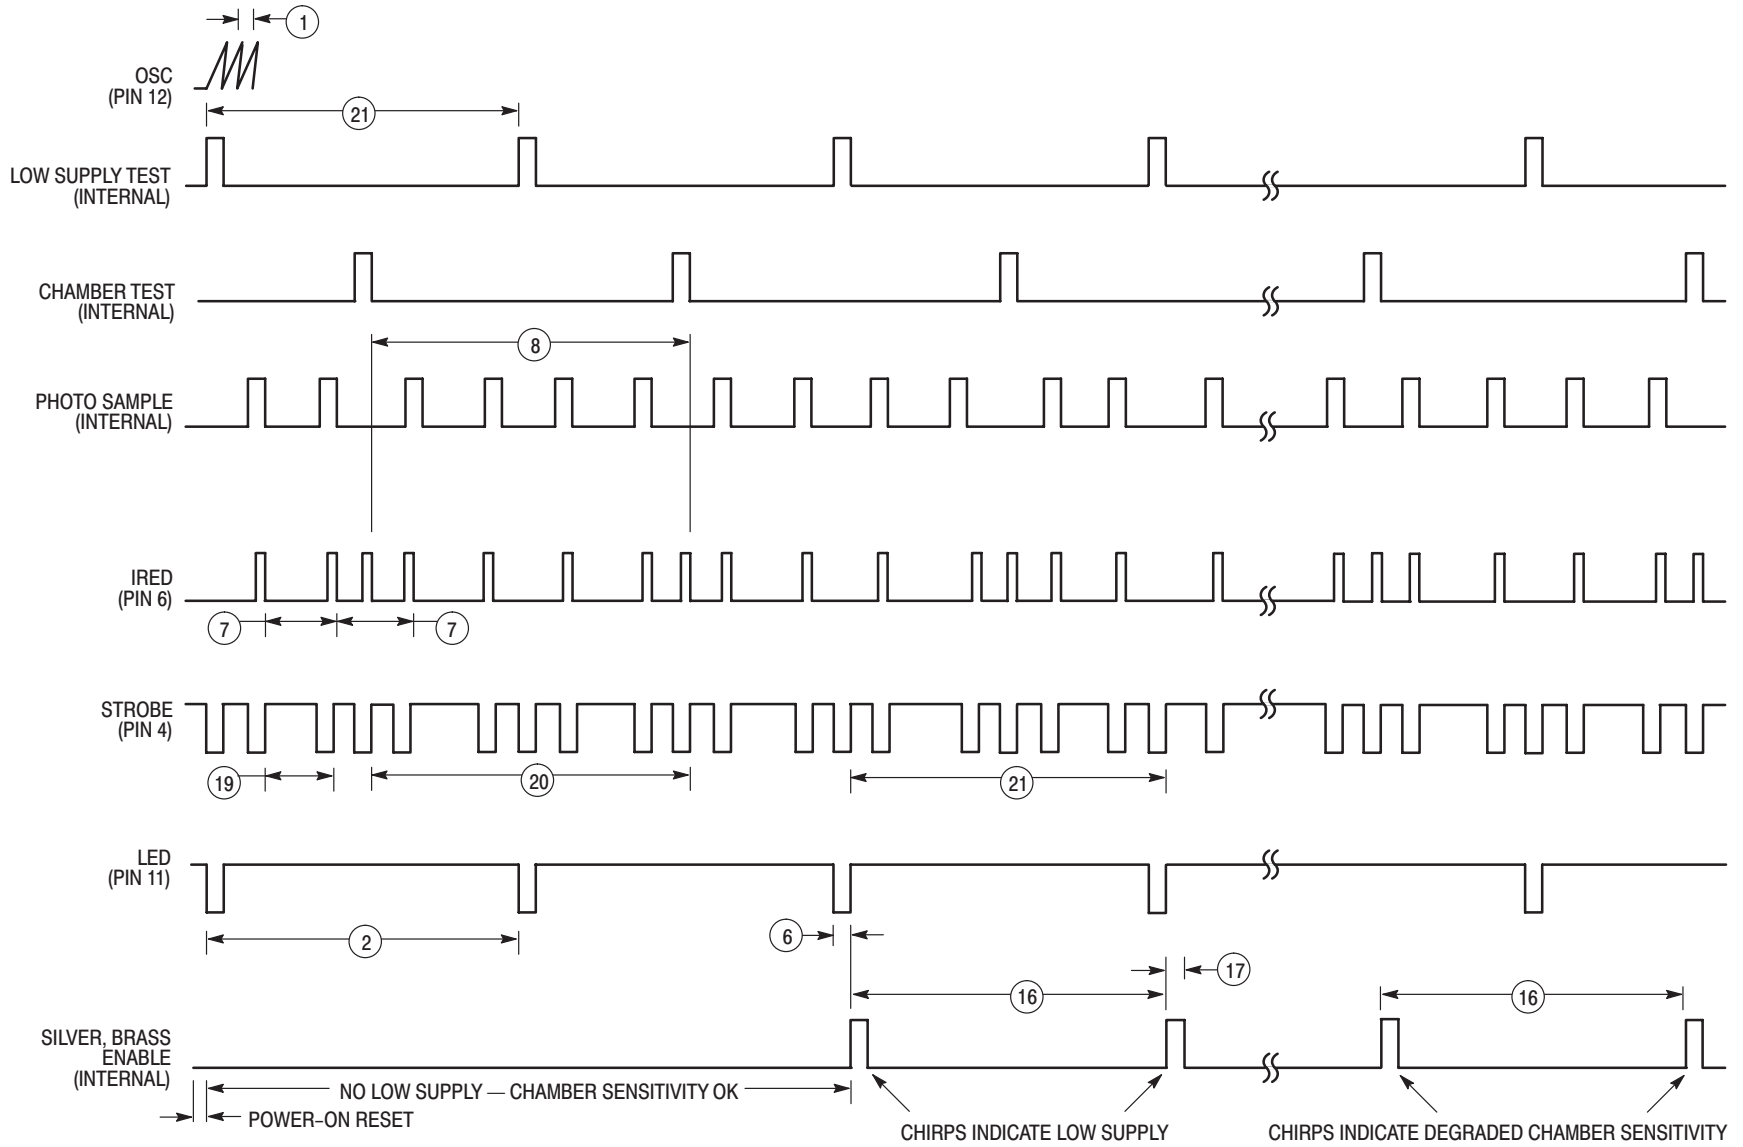 1
OSC
(PIN 12)
21
LOW SUPPLY TEST
(INTERNAL)
CHAMBER TEST
(INTERNAL)
8
PHOTO SAMPLE
(INTERNAL)
IRED
(PIN 6)
7
7
STROBE
(PIN 4)
19
20
21
LED
(PIN 11)
2
6
17
16
16
SILVER, BRASS
ENABLE
(INTERNAL)
NO LOW SUPPLY — CHAMBER SENSITIVITY OK
POWER–ON RESET
CHIRPS INDICATE LOW SUPPLY
CHIRPS INDICATE DEGRADED CHAMBER SENSITIVITY